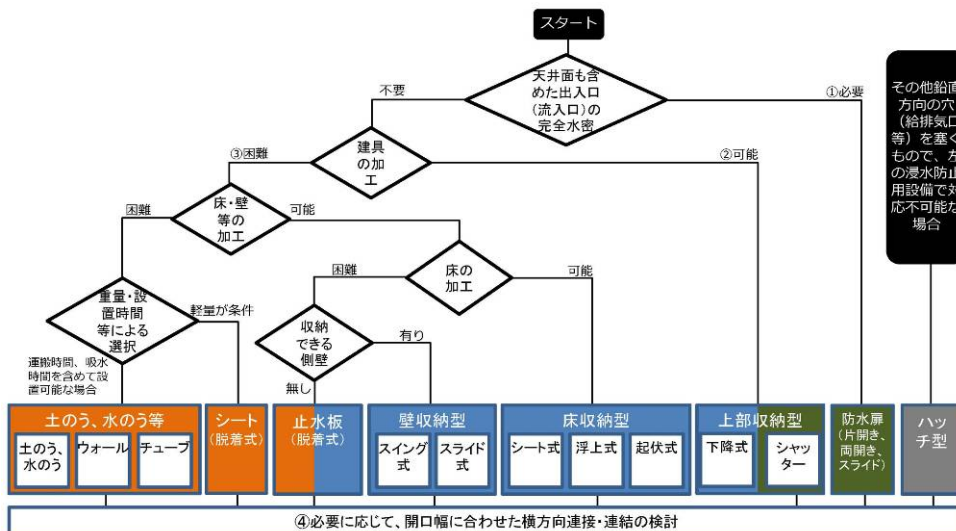 スタート
天井面も含
めた出入口
(流入口)の
完全水密
不要
①必要
建具
の加
工
③困難
②可能
床・壁
等の
加工
困難
可能
床の
加工
困難
可能
重量・設
置時間
等による
選択
軽量が条件
運搬時間、吸水
時間を含めて設
置可能な場合
収納
できる
側壁
有り
無し
その他鉛直
方向の穴
(給排気口
等)を塞ぐ
もので、左
の浸水防止
用設備で対
応不可能な
場合
土のう、水のう等
土のう、
水のう
ウォール
チューブ
シート
(脱着式)
止水板
(脱着式)
壁収納型
スイング
式
スライド
式
床収納型
シート式
浮上式
起伏式
上部収納型
下降式
シャッ
ター
防水扉
(片開き、
両開き、
スライド)
ハッ
チ型
④必要に応じて、開口幅に合わせた横方向連接・連結の検討